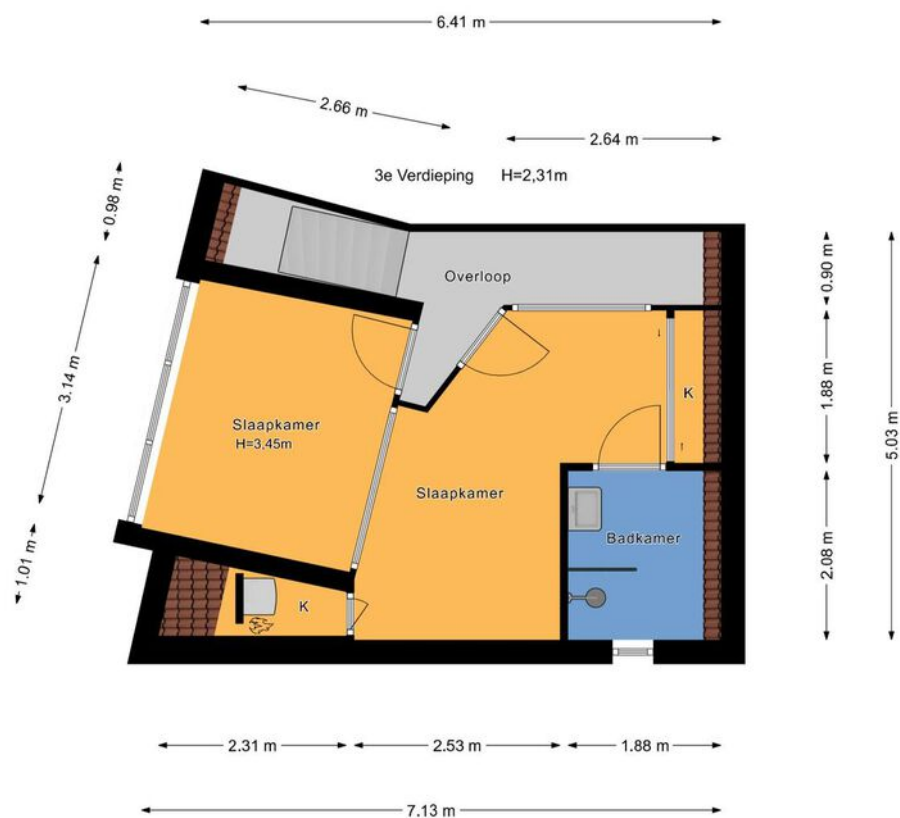 6.41 m
2.66 m
2.64 m
3e Verdieping H=2,31m
0.98 m
Overloop
0.90 m
3.14 m
1.88 m
K
5.03 m
Slaapkamer
H=3,45m
Slaapkamer
Badkamer
2.08 m
1.01 m
K
2.31 m
2.53 m
1.88 m
7.13 m